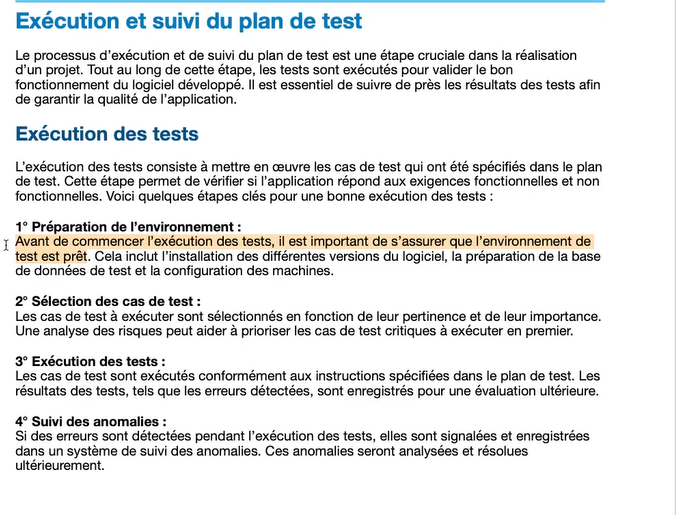 Exécution et suivi du plan de test
Le processus d’exécution et de suivi du plan de test est une étape cruciale dans la réalisation
d’un projet. Tout au long de cette étape, les tests sont exécutés pour valider le bon
fonctionnement du logiciel développé. Il est essentiel de suivre de près les résultats des tests afin
de garantir la qualité de l’application.
Exécution des tests
L’exécution des tests consiste à mettre en œuvre les cas de test qui ont été spécifiés dans le plan
de test. Cette étape permet de vérifier si l’application répond aux exigences fonctionnelles et non
fonctionnelles. Voici quelques étapes clés pour une bonne exécution des tests :
1° Préparation de l’environnement :
Avant de commencer l’exécution des tests, il est important de s’assurer que l’environnement de
test est prêt. Cela inclut l’installation des différentes versions du logiciel, la préparation de la base
de données de test et la configuration des machines.
2° Sélection des cas de test :
Les cas de test à exécuter sont sélectionnés en fonction de leur pertinence et de leur importance.
Une analyse des risques peut aider à prioriser les cas de test critiques à exécuter en premier.
3° Exécution des tests :
Les cas de test sont exécutés conformément aux instructions spécifiées dans le plan de test. Les
résultats des tests, tels que les erreurs détectées, sont enregistrés pour une évaluation ultérieure.
4° Suivi des anomalies :
Si des erreurs sont détectées pendant l’exécution des tests, elles sont signalées et enregistrées
dans un système de suivi des anomalies. Ces anomalies seront analysées et résolues
ultérieurement.